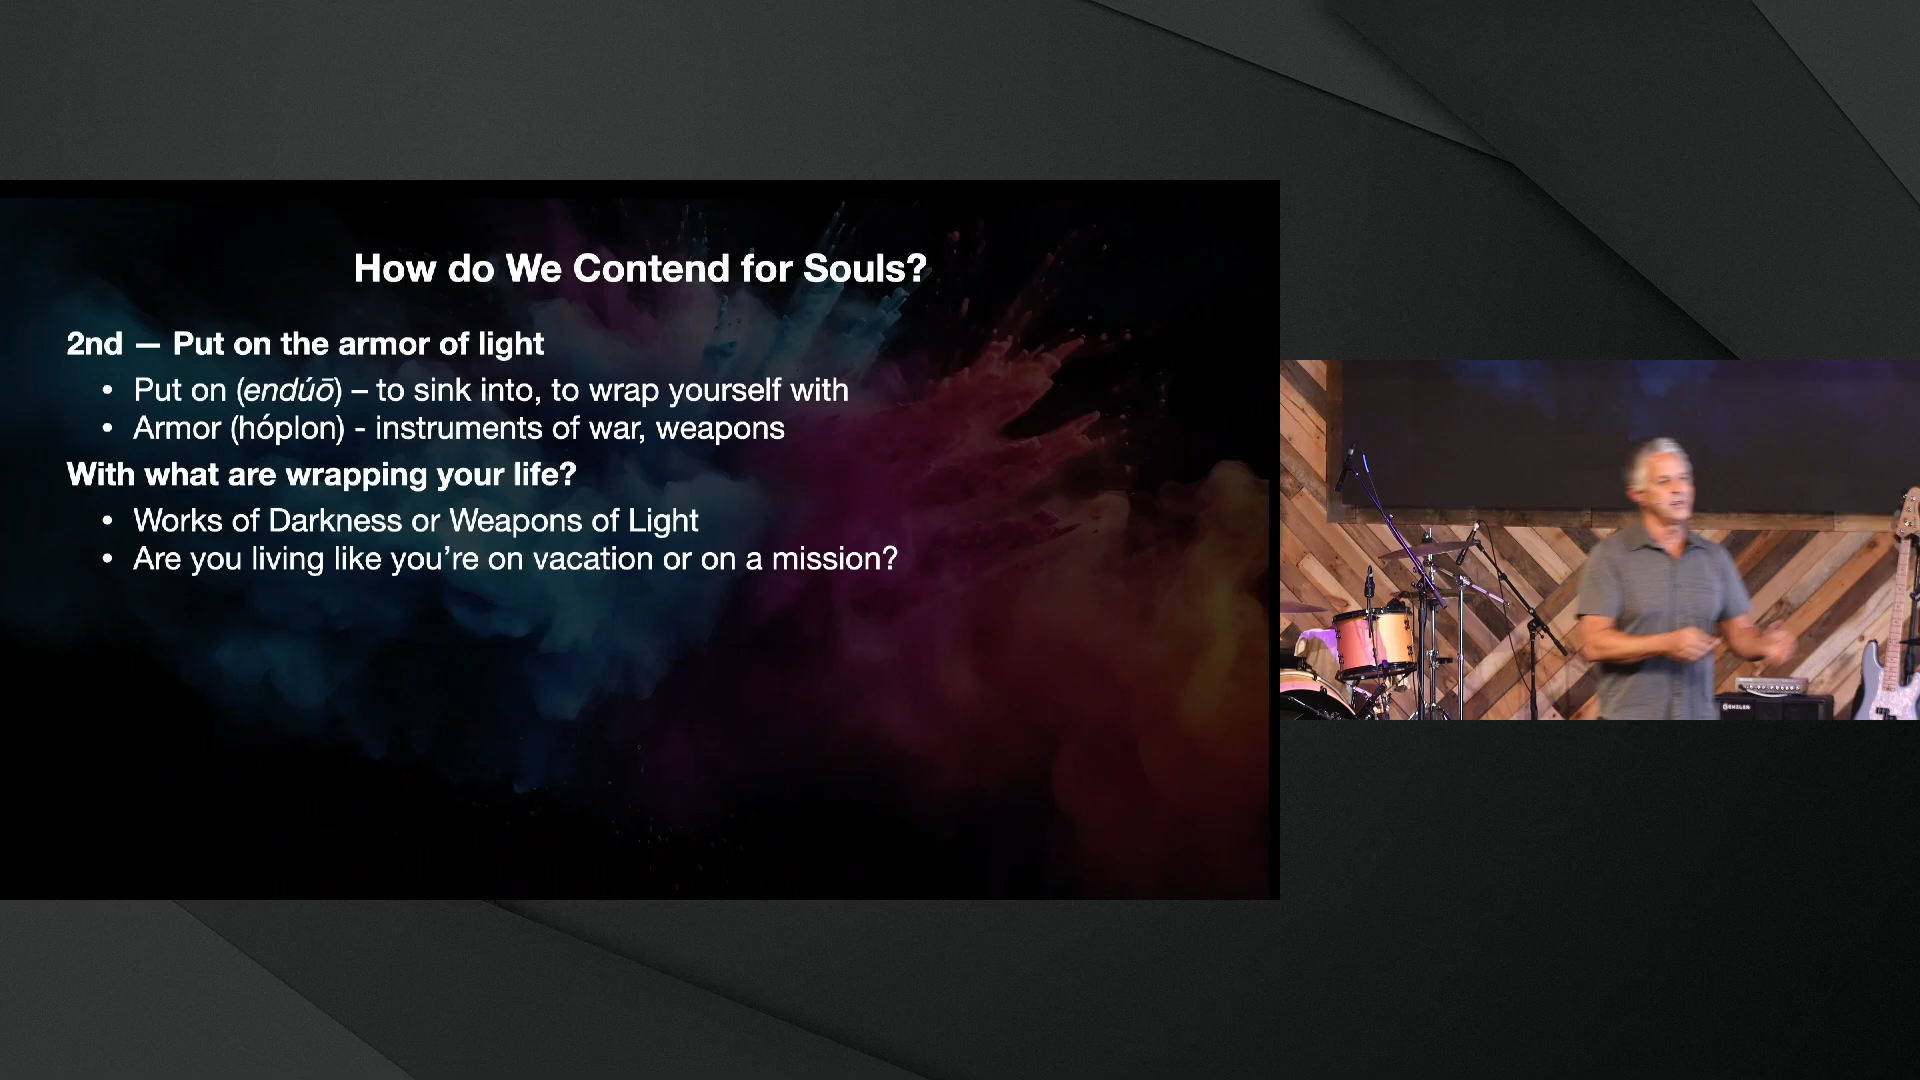 How do We Contend for Souls?
2nd — Put on the armor of light
• Put on (endúō) – to sink into, to wrap yourself with
• Armor (hóplon) - instruments of war, weapons
With what are wrapping your life?
• Works of Darkness or Weapons of Light
• Are you living like you’re on vacation or on a mission?
GENZLER